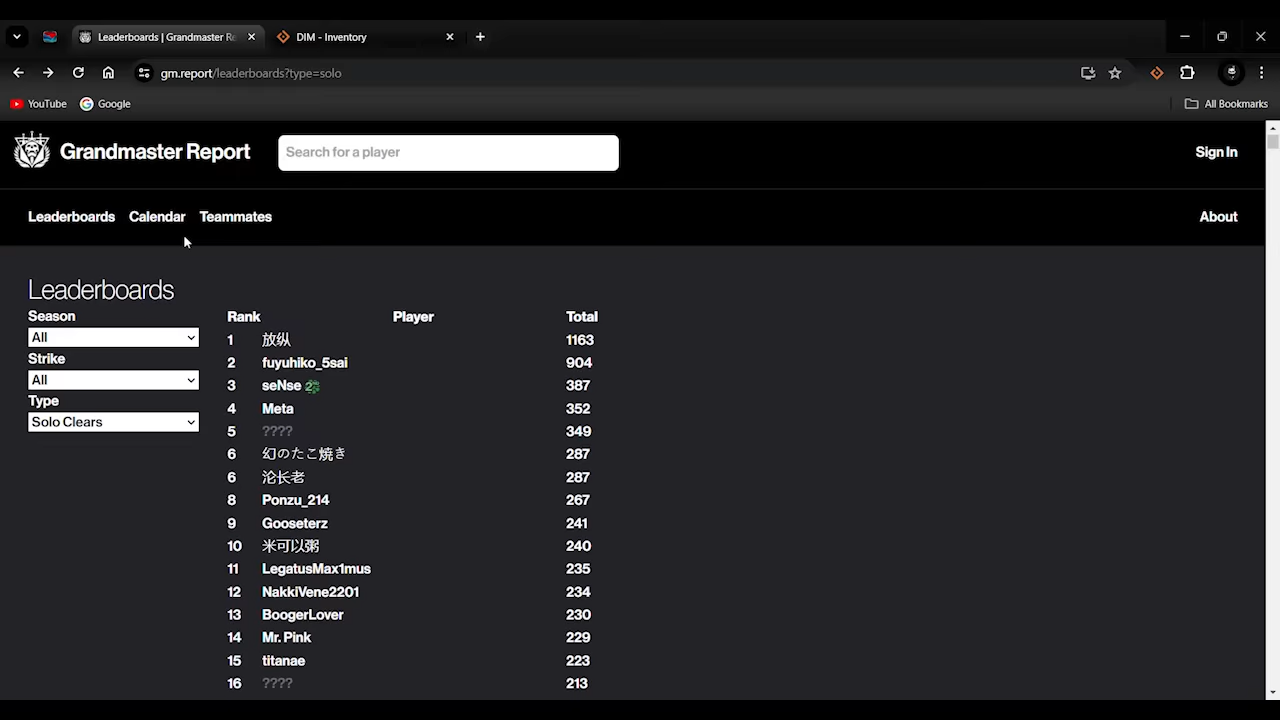 Leaderboards | Grandmaster Re
DIM - Inventory
gm.report/leaderboards?type=solo
YouTube
Google
All Bookmarks
Grandmaster Report
Search for a player
Sign In
Leaderboards
Calendar
Teammates
About
Leaderboards
Season
All
Strike
All
Type
Solo Clears
Rank Player Total
1 放纵 1163
2 fuyuhiko_5sai 904
3 seNse 387
4 Meta 352
5 ???? 349
6 幻のたこ焼き 287
6 沦长老 287
8 Ponzu_214 267
9 Gooseterz 241
10 米可以粥 240
11 LegatusMax1mus 235
12 NakkiVene2201 234
13 BoogerLover 230
14 Mr. Pink 229
15 titanae 223
16 ???? 213